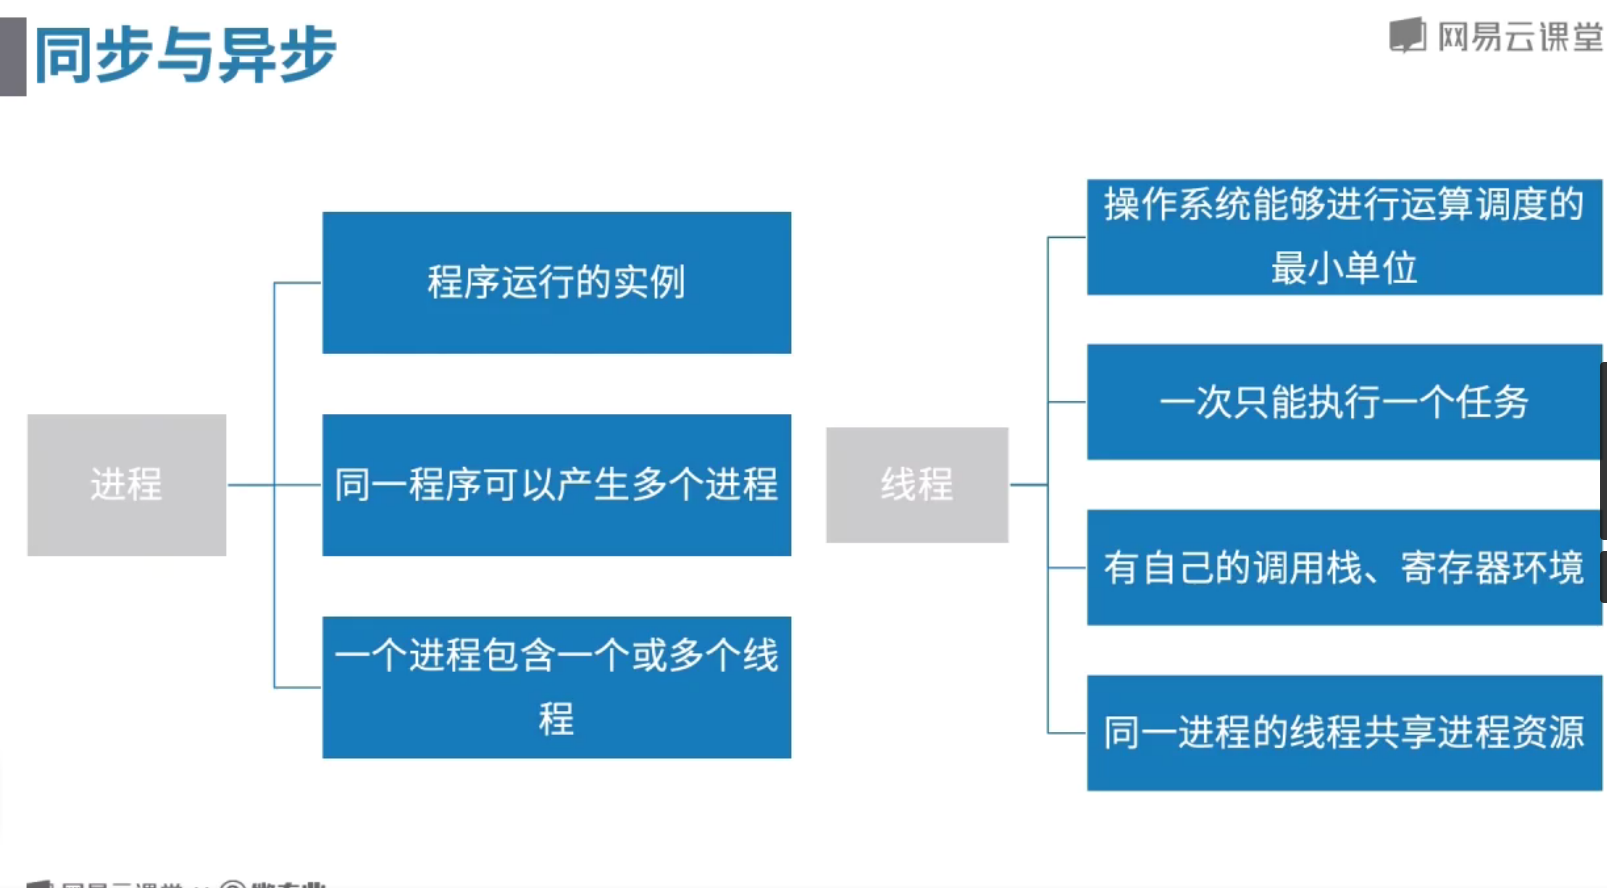 同步与异步
网易云课堂
进程
程序运行的实例
同一程序可以产生多个进程
一个进程包含一个或多个线
程
线程
操作系统能够进行运算调度的
最小单位
一次只能执行一个任务
有自己的调用栈、寄存器环境
同一进程的线程共享进程资源